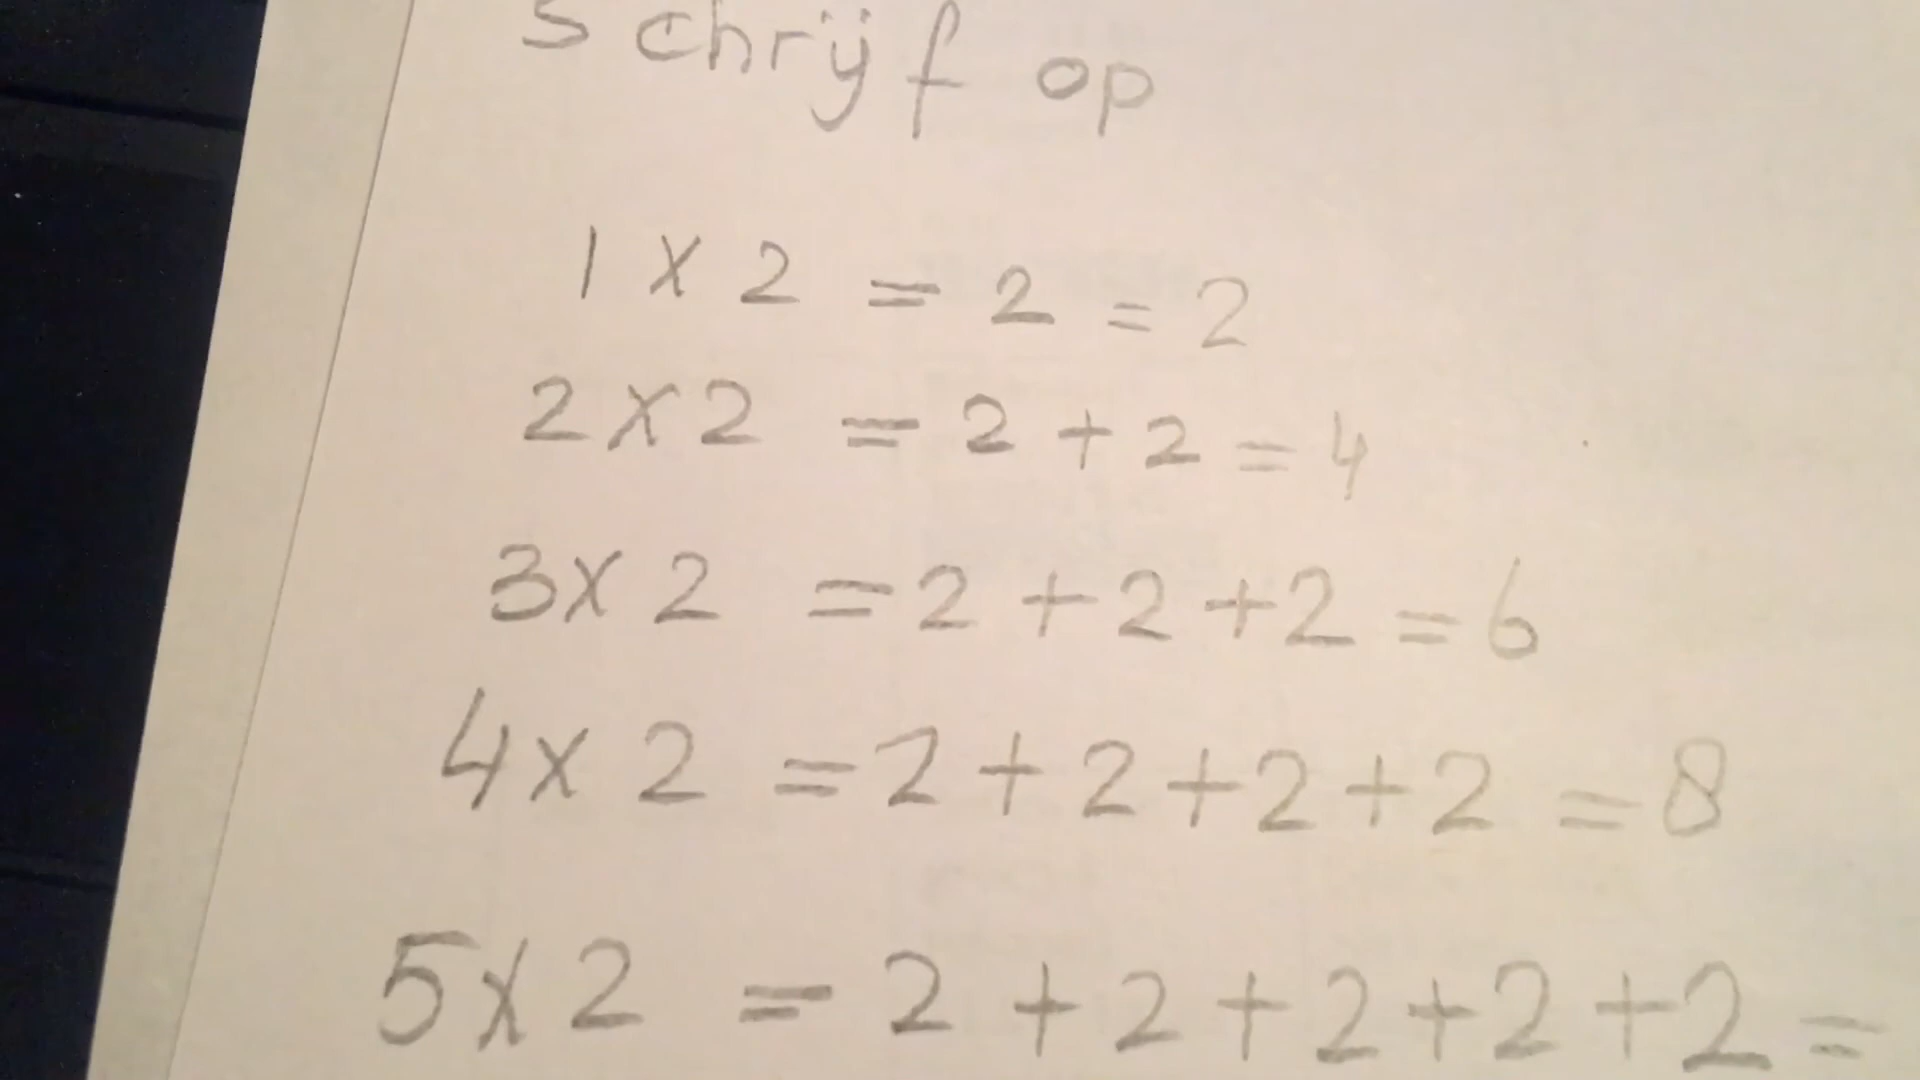 Schrijf op
1 x 2 = 2 = 2
2 x 2 = 2 + 2 = 4
3 x 2 = 2 + 2 + 2 = 6
4 x 2 = 2 + 2 + 2 + 2 = 8
5 x 2 = 2 + 2 + 2 + 2 + 2 =